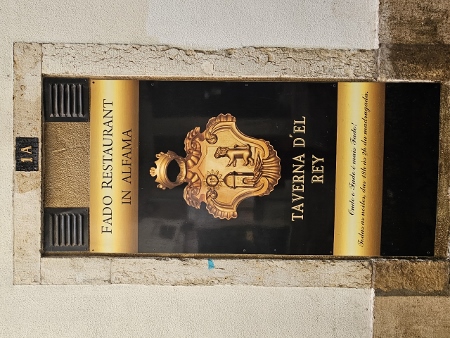 1A
FADO RESTAURANT
IN ALFAMA
TAVERNA D'EL
REY
Onde o Fado é mais Fado!
Todas as noites, das 19h às 3h da madrugada.